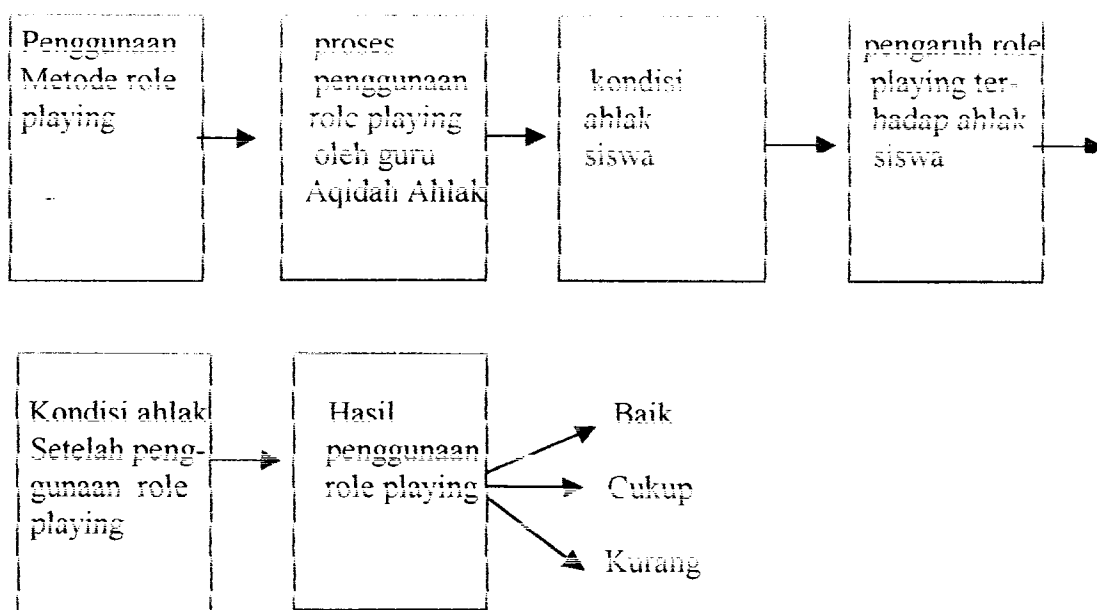 Penggunaan
Metode role
playing
proses
penggunaan
role playing
oleh guru
Aqidah Ahlak
kondisi
ahlak
siswa
pengaruh role
playing ter-
hadap ahlak
siswa
Kondisi ahlak
Setelah peng-
gunaan role
playing
Hasil
penggunaan
role playing
Baik
Cukup
Kurang